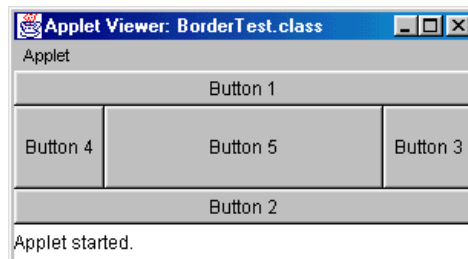 Applet Viewer: BorderTest.class
Applet
Button 1
Button 4 Button 5 Button 3
Button 2
Applet started.